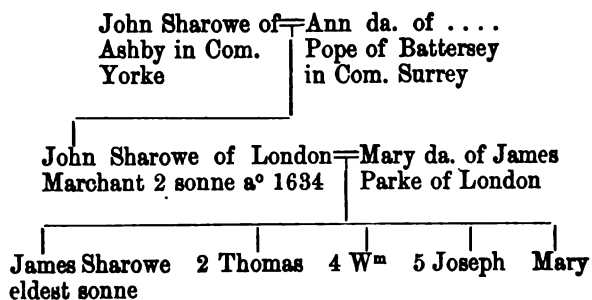 John Sharowe of Ann da. of ....
Ashby in Com. Pope of Battersey
Yorke in Com. Surrey
John Sharowe of London Mary da. of James
Marchant 2 sonne aº 1634 Parke of London
James Sharowe 2 Thomas 4 Wᵐ 5 Joseph Mary
eldest sonne